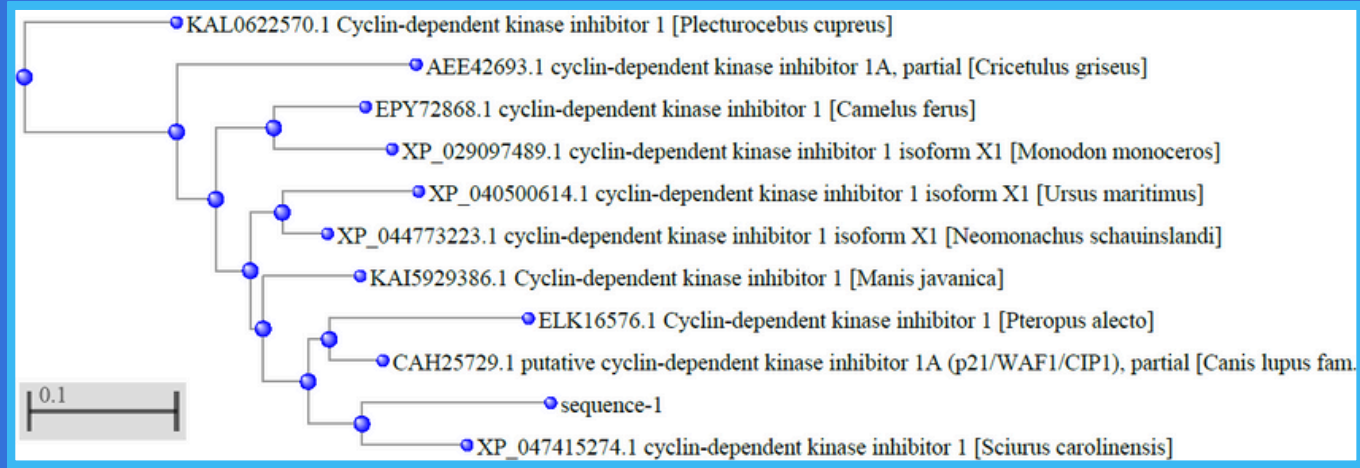 KAL0622570.1 Cyclin-dependent kinase inhibitor 1 [Plecturocebus cupreus]
AEE42693.1 cyclin-dependent kinase inhibitor 1A, partial [Cricetulus griseus]
EPY72868.1 cyclin-dependent kinase inhibitor 1 [Camelus ferus]
XP_029097489.1 cyclin-dependent kinase inhibitor 1 isoform X1 [Monodon monoceros]
XP_040500614.1 cyclin-dependent kinase inhibitor 1 isoform X1 [Ursus maritimus]
XP_044773223.1 cyclin-dependent kinase inhibitor 1 isoform X1 [Neomonachus schauinslandi]
KAI5929386.1 Cyclin-dependent kinase inhibitor 1 [Manis javanica]
ELK16576.1 Cyclin-dependent kinase inhibitor 1 [Pteropus alecto]
CAH25729.1 putative cyclin-dependent kinase inhibitor 1A (p21/WAF1/CIP1), partial [Canis lupus fam.
0.1
sequence-1
XP_047415274.1 cyclin-dependent kinase inhibitor 1 [Sciurus carolinensis]